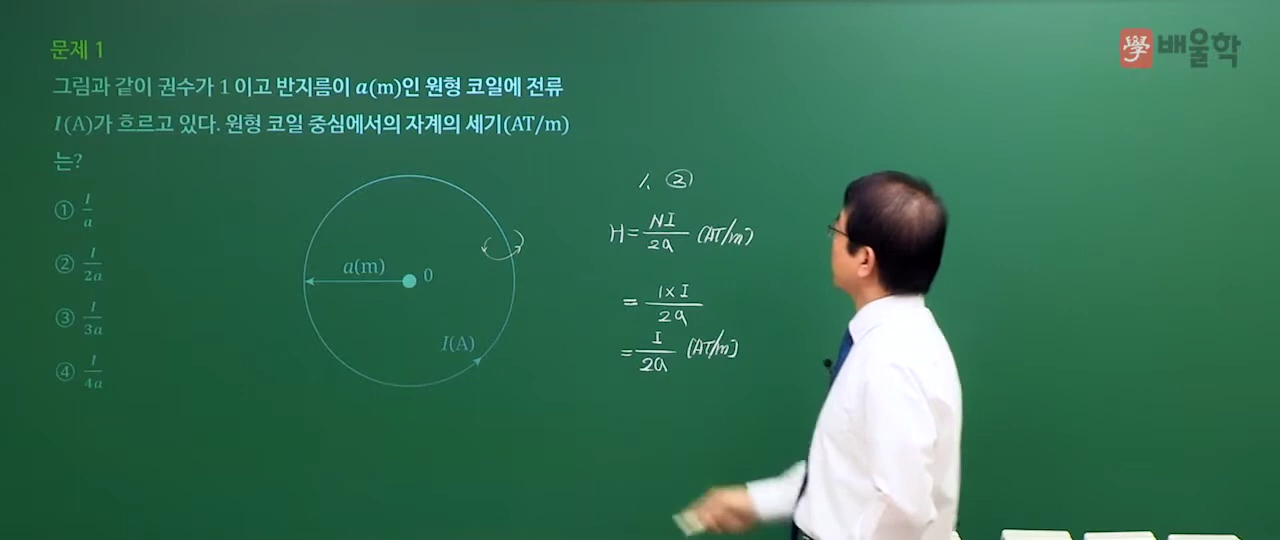 學 배울학
문제 1
그림과 같이 권수가 1 이고 반지름이 a(m)인 원형 코일에 전류
I(A)가 흐르고 있다. 원형 코일 중심에서의 자계의 세기(AT/m)
는?
① I/a
② I/2a
③ I/3a
④ I/4a
a(m) 0
I(A)
1. ②
H = NI/2a (AT/m)
= 1×I/2a
= I/2a (AT/m)